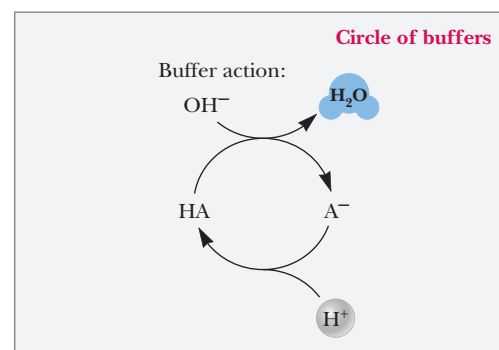 Circle of buffers
Buffer action:
H₂O
OH⁻
HA
A⁻
H⁺